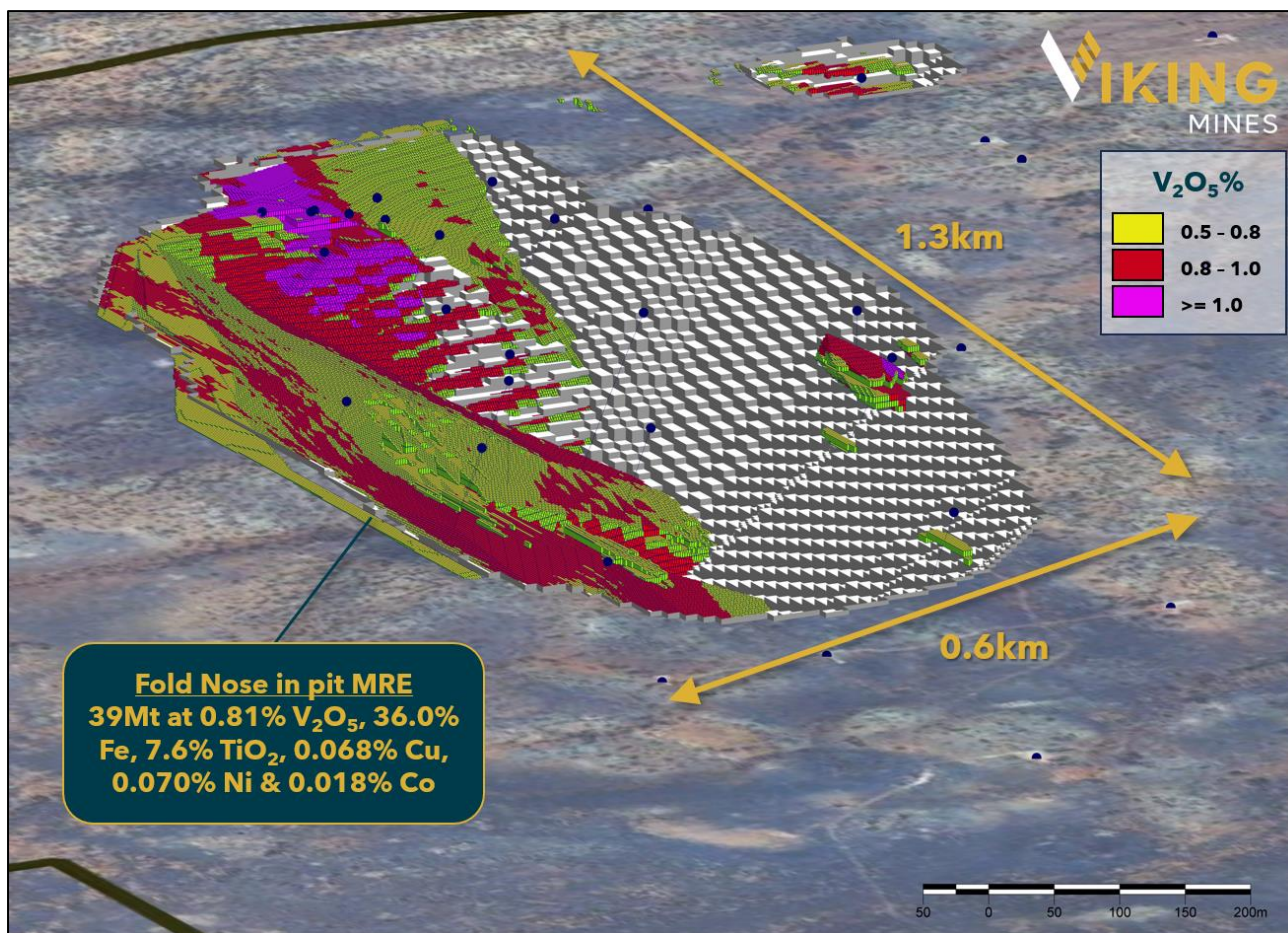 VIKING
MINES
V₂O₅%
0.5 – 0.8
0.8 – 1.0
>= 1.0
1.3km
0.6km
Fold Nose in pit MRE
39Mt at 0.81% V₂O₅, 36.0%
Fe, 7.6% TiO₂, 0.068% Cu,
0.070% Ni & 0.018% Co
50 0 50 100 150 200m